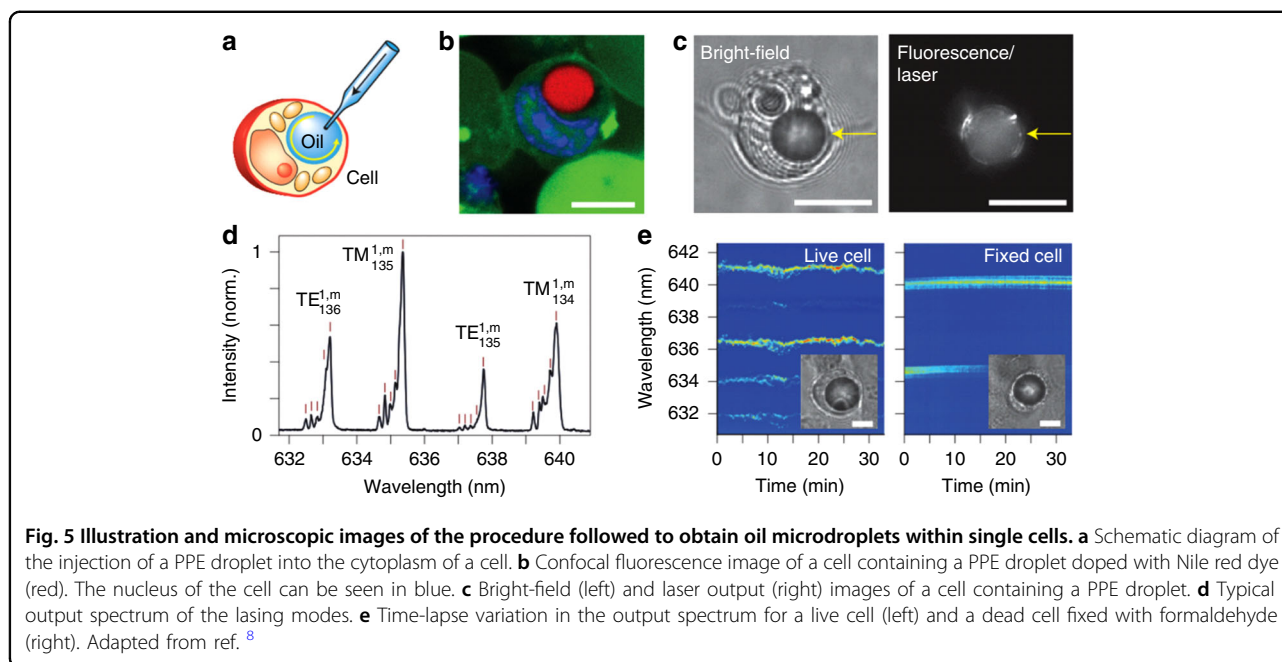 a
Oil
Cell
b
c
Bright-field
Fluorescence/
laser
d
Intensity (norm.)
1
0
TE 1,m 136
TM 1,m 135
TE 1,m 135
TM 1,m 134
632 634 636 638 640
Wavelength (nm)
e
Wavelength (nm)
642
640
638
636
634
632
Live cell
0 10 20 30
Time (min)
Fixed cell
0 10 20 30
Time (min)
Fig. 5 Illustration and microscopic images of the procedure followed to obtain oil microdroplets within single cells. a Schematic diagram of
the injection of a PPE droplet into the cytoplasm of a cell. b Confocal fluorescence image of a cell containing a PPE droplet doped with Nile red dye
(red). The nucleus of the cell can be seen in blue. c Bright-field (left) and laser output (right) images of a cell containing a PPE droplet. d Typical
output spectrum of the lasing modes. e Time-lapse variation in the output spectrum for a live cell (left) and a dead cell fixed with formaldehyde
(right). Adapted from ref. 8